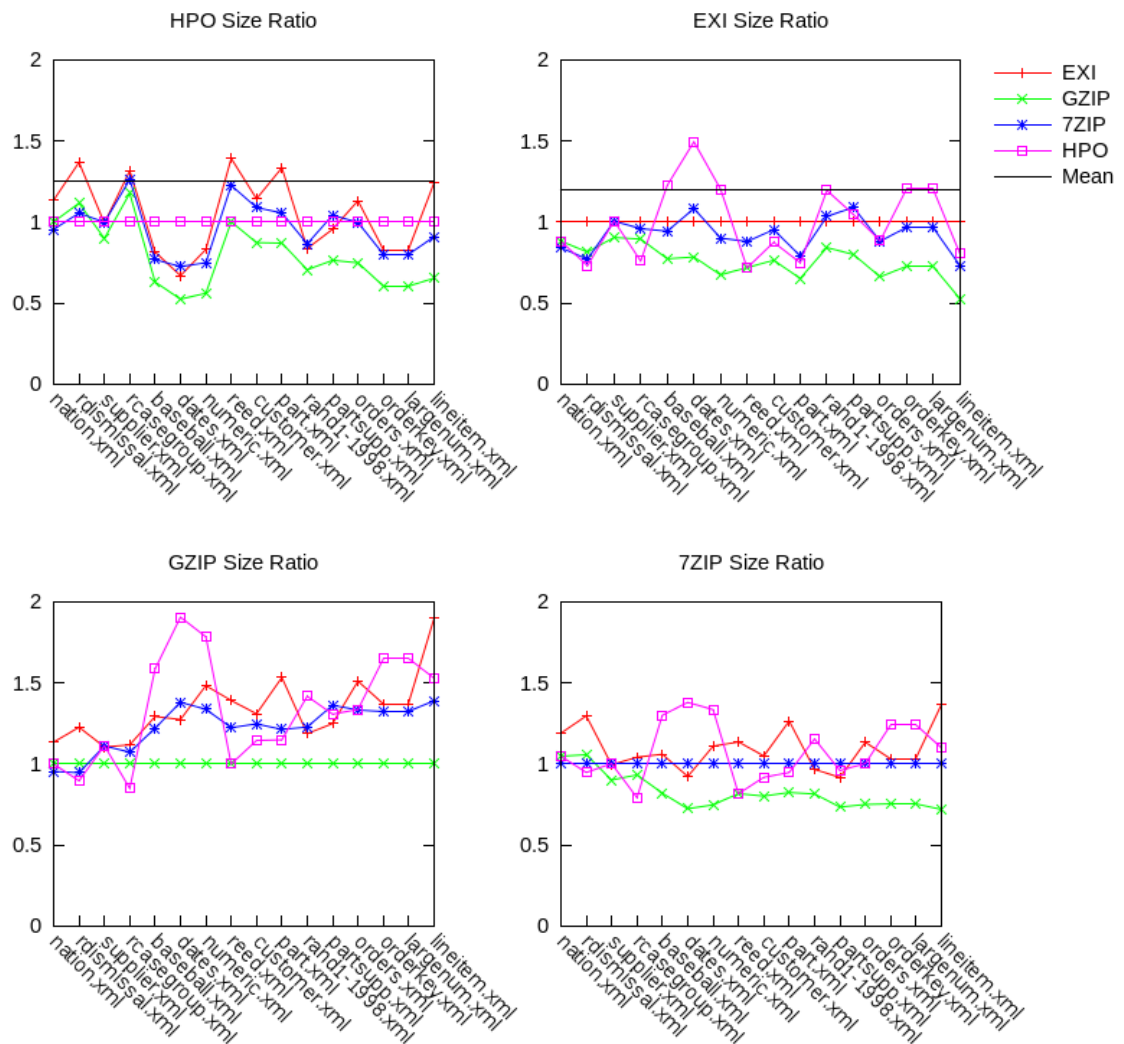 HPO Size Ratio
EXI Size Ratio
2
1.5
1
0.5
0
nation.xml
rdismissal.xml
supplier.xml
rcasegroup.xml
baseball.xml
dates.xml
numeric.xml
reed.xml
customer.xml
part.xml
rand1-1998.xml
partsupp.xml
orders.xml
orderkey.xml
largenum.xml
lineitem.xml
2
1.5
1
0.5
0
nation.xml
rdismissal.xml
supplier.xml
rcasegroup.xml
baseball.xml
dates.xml
numeric.xml
reed.xml
customer.xml
part.xml
rand1-1998.xml
partsupp.xml
orders.xml
orderkey.xml
largenum.xml
lineitem.xml
EXI
GZIP
7ZIP
HPO
Mean
GZIP Size Ratio
7ZIP Size Ratio
2
1.5
1
0.5
0
nation.xml
rdismissal.xml
supplier.xml
rcasegroup.xml
baseball.xml
dates.xml
numeric.xml
reed.xml
customer.xml
part.xml
rand1-1998.xml
partsupp.xml
orders.xml
orderkey.xml
largenum.xml
lineitem.xml
2
1.5
1
0.5
0
nation.xml
rdismissal.xml
supplier.xml
rcasegroup.xml
baseball.xml
dates.xml
numeric.xml
reed.xml
customer.xml
part.xml
rand1-1998.xml
partsupp.xml
orders.xml
orderkey.xml
largenum.xml
lineitem.xml